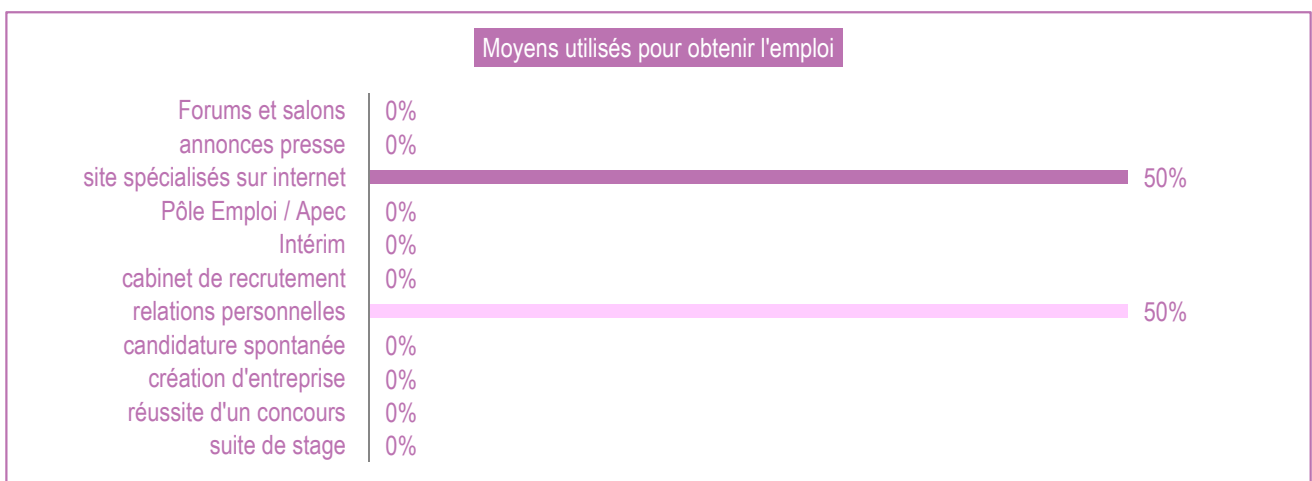 Moyens utilisés pour obtenir l'emploi
Forums et salons 0%
annonces presse 0%
site spécialisés sur internet 50%
Pôle Emploi / Apec 0%
Intérim 0%
cabinet de recrutement 0%
relations personnelles 50%
candidature spontanée 0%
création d'entreprise 0%
réussite d'un concours 0%
suite de stage 0%